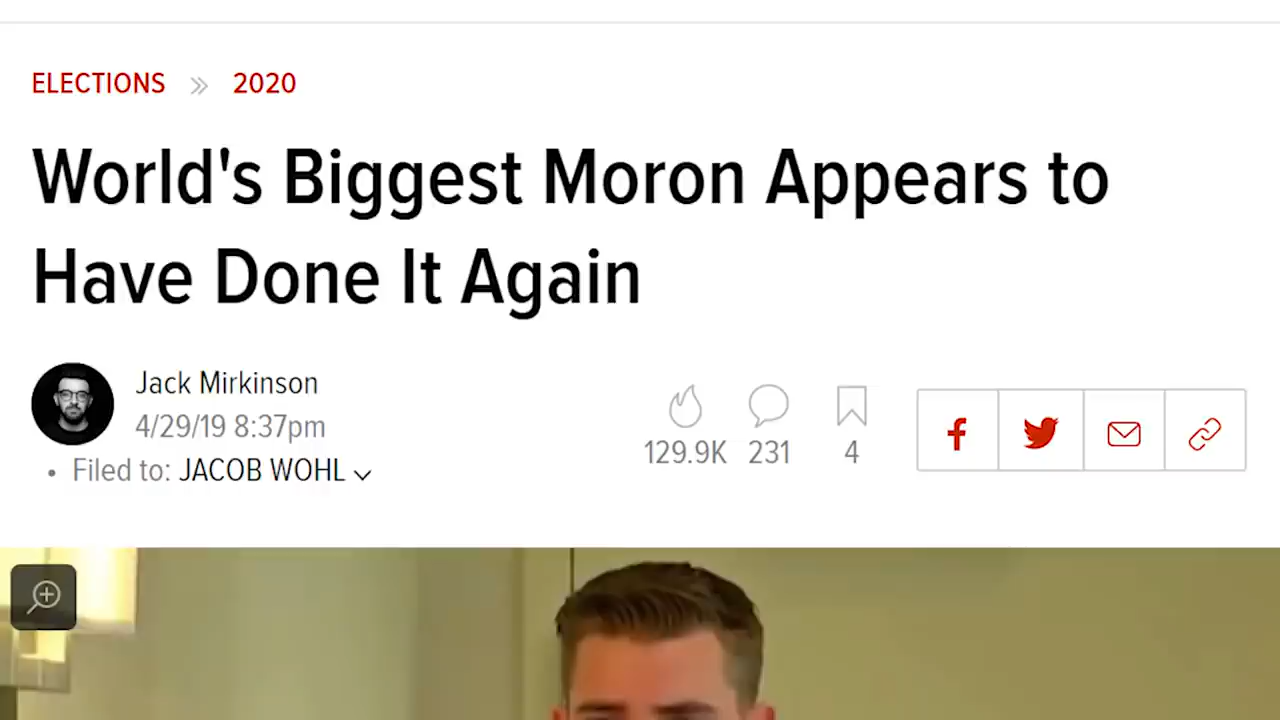 ELECTIONS » 2020
World's Biggest Moron Appears to
Have Done It Again
Jack Mirkinson
4/29/19 8:37pm
• Filed to: JACOB WOHL
129.9K 231 4